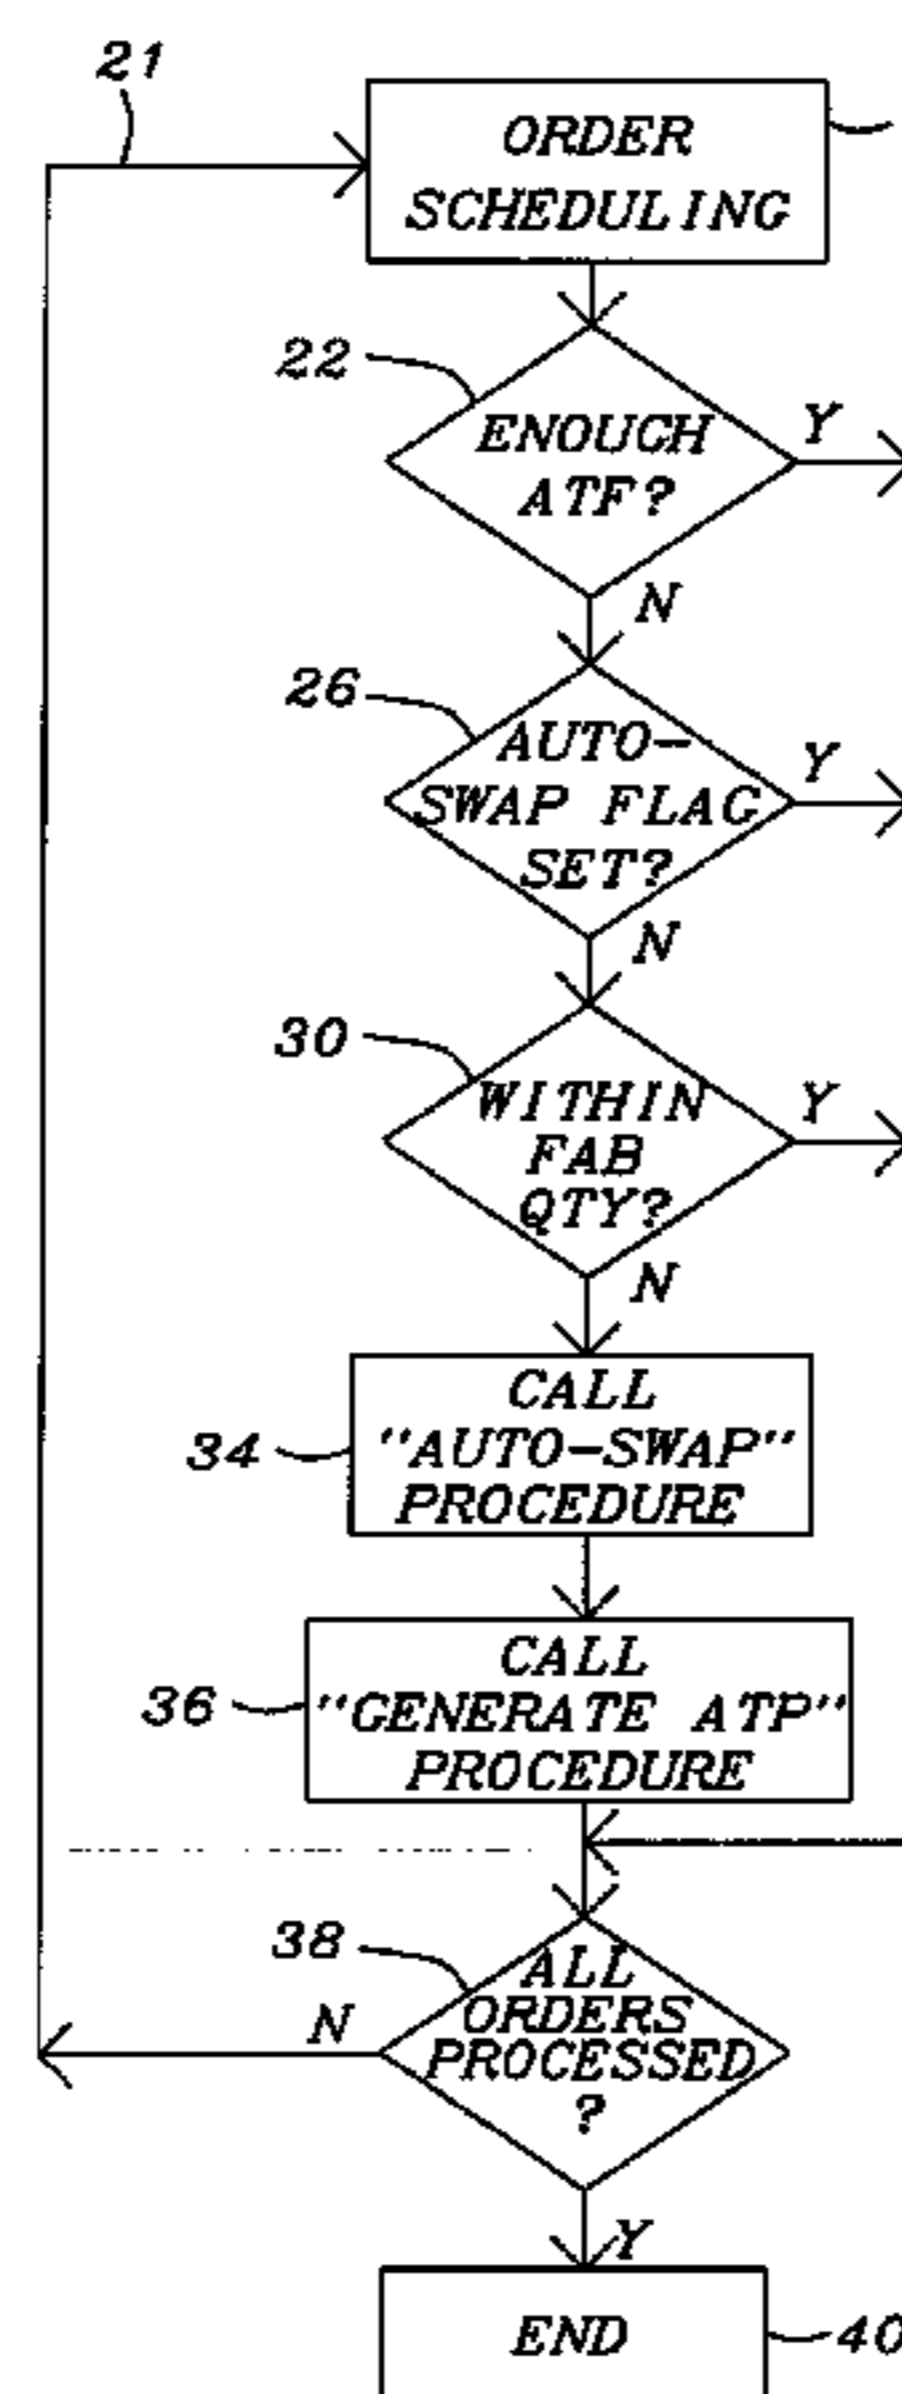 21
ORDER
SCHEDULING
22
ENOUCH
ATF?
Y
N
26
AUTO-
SWAP FLAG
SET?
Y
N
30
WITHIN
FAB
QTY?
Y
N
34
CALL
"AUTO-SWAP"
PROCEDURE
36
CALL
"GENERATE ATP"
PROCEDURE
38
ALL
ORDERS
PROCESSED
?
N
Y
END
40